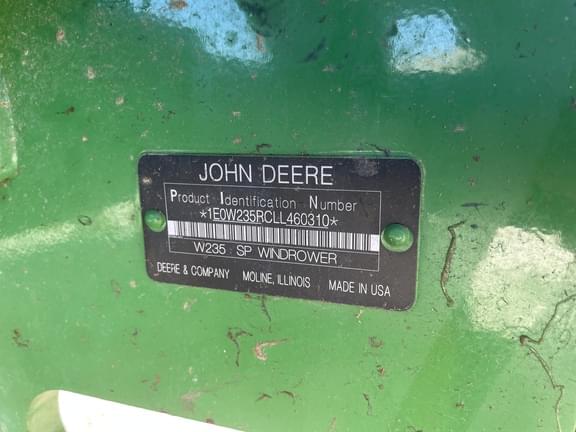 JOHN DEERE
Product Identification Number
*1E0W235RCLL460310*
W235 SP WINDROWER
DEERE & COMPANY MOLINE, ILLINOIS MADE IN USA